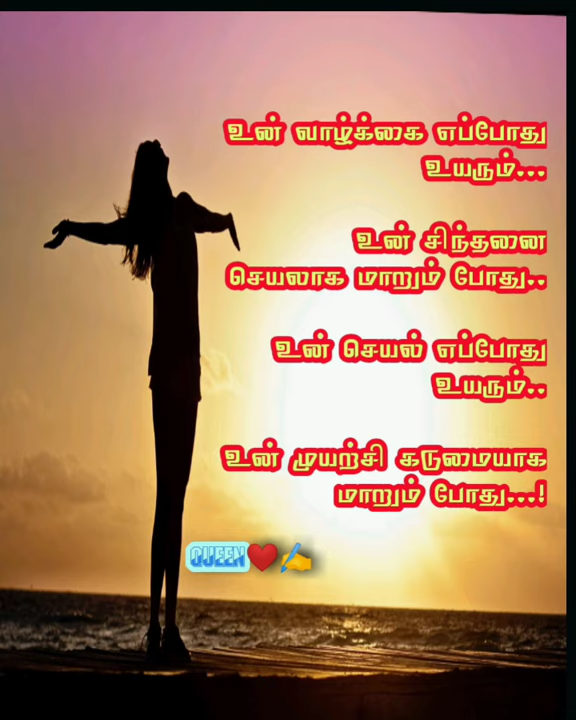 உன் வாழ்க்கை எப்போது
உயரும்...
உன் சிந்தனை
செயலாக மாறும் போது..
உன் செயல் எப்போது
உயரும்..
உன் முயற்சி கடுமையாக
மாறும் போது...!
QUEEN❤️✍️